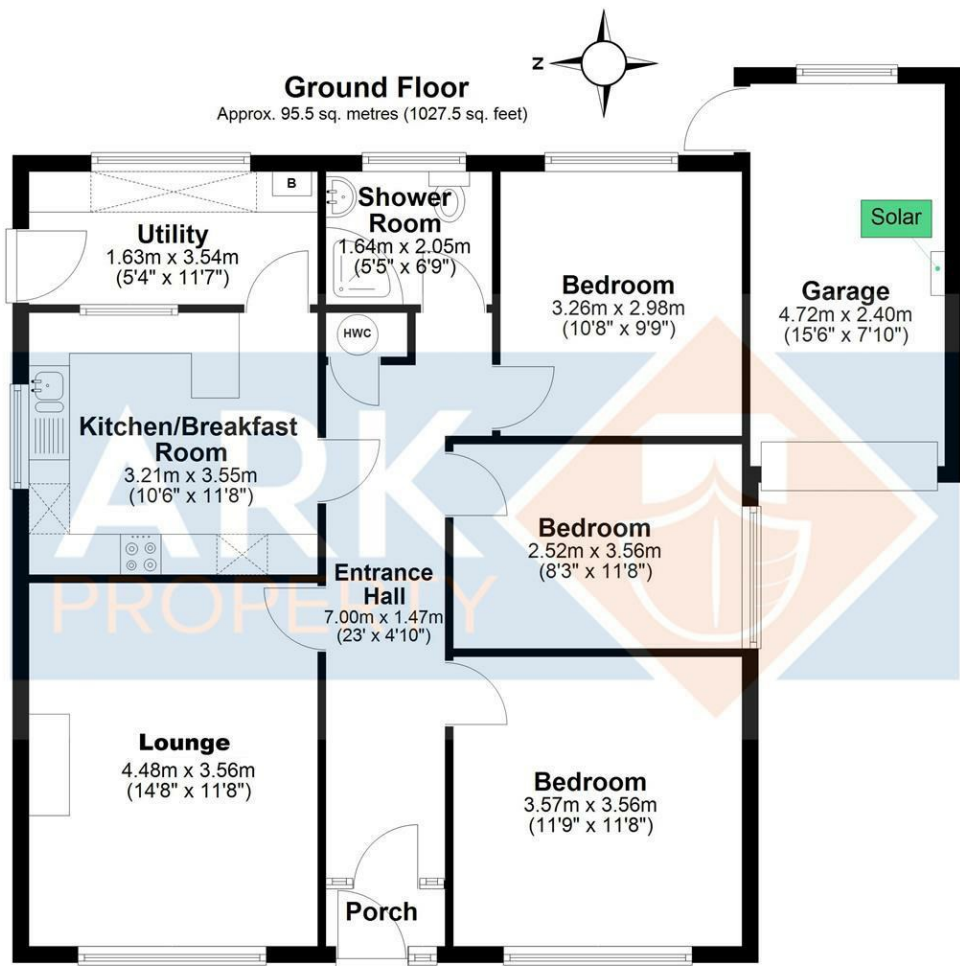 Ground Floor
Approx. 95.5 sq. metres (1027.5 sq. feet)
Z
B
Utility
1.63m x 3.54m
(5'4" x 11'7")
Shower
Room
1.64m x 2.05m
(5'5" x 6'9")
Bedroom
3.26m x 2.98m
(10'8" x 9'9")
Solar
Garage
4.72m x 2.40m
(15'6" x 7'10")
HWC
Kitchen/Breakfast
Room
3.21m x 3.55m
(10'6" x 11'8")
ARK
PROPERTY
Bedroom
2.52m x 3.56m
(8'3" x 11'8")
Entrance
Hall
7.00m x 1.47m
(23' x 4'10")
Lounge
4.48m x 3.56m
(14'8" x 11'8")
Bedroom
3.57m x 3.56m
(11'9" x 11'8")
Porch